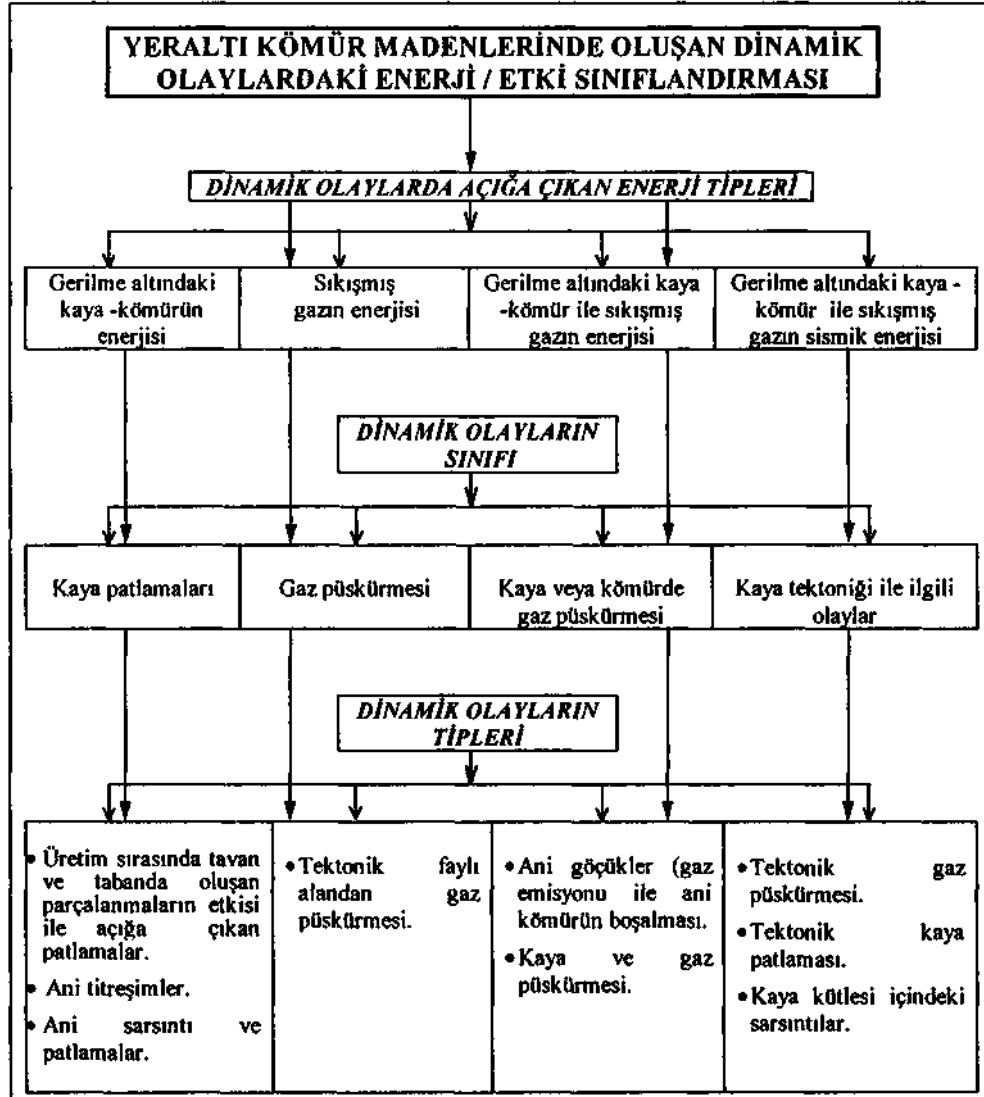 YERALTI KÖMÜR MADENLERİNDE OLUŞAN DİNAMİK
OLAYLARDAKİ ENERJİ / ETKİ SINIFLANDIRMASI
DİNAMİK OLAYLARDA AÇIĞA ÇIKAN ENERJİ TİPLERİ
Gerilme altındaki
kaya -kömürün
enerjisi
Sıkışmış
gazın enerjisi
Gerilme altındaki kaya
-kömür ile sıkışmış
gazın enerjisi
Gerilme altındaki kaya -
kömür ile sıkışmış
gazın sismik enerjisi
DİNAMİK OLAYLARIN
SINIFI
Kaya patlamaları
Gaz püskürmesi
Kaya veya kömürde
gaz püskürmesi
Kaya tektoniği ile ilgili
olaylar
DİNAMİK OLAYLARIN
TİPLERİ
• Üretim sırasında tavan
ve tabanda oluşan
parçalanmaların etkisi
ile açığa çıkan
patlamalar.
• Ani titreşimler.
• Ani sarsıntı ve
patlamalar.
• Tektonik faylı
alandan gaz
püskürmesi.
• Ani göçükler (gaz
emisyonu ile ani
kömürün boşalması.
• Kaya ve gaz
püskürmesi.
• Tektonik gaz
püskürmesi.
• Tektonik kaya
patlaması.
• Kaya kütlesi içindeki
sarsıntılar.